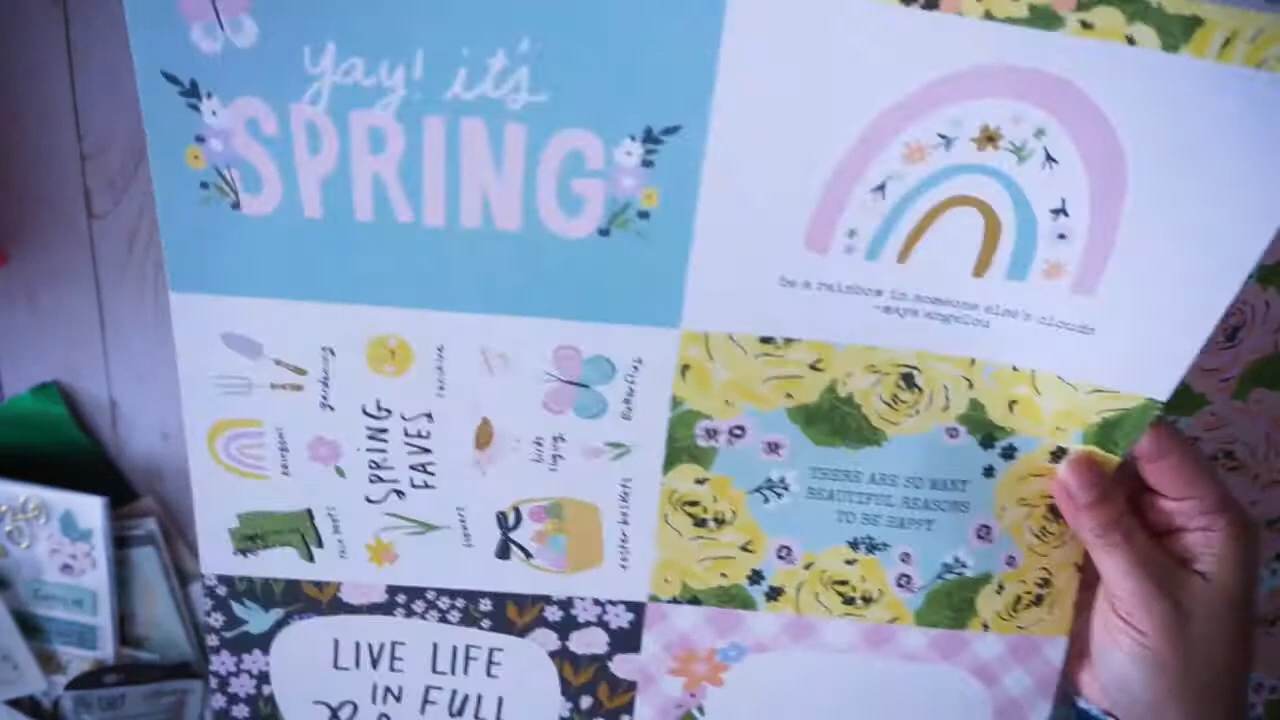 yay! it's
SPRING
be a rainbow in someone else's clouds
-maya angelou
gardening
sunshine
butterflies
rainbows
SPRING
FAVES
birds
singing
rain boots
flowers
easter baskets
THERE ARE SO MANY
BEAUTIFUL REASONS
TO BE HAPPY
LIVE LIFE
IN FULL